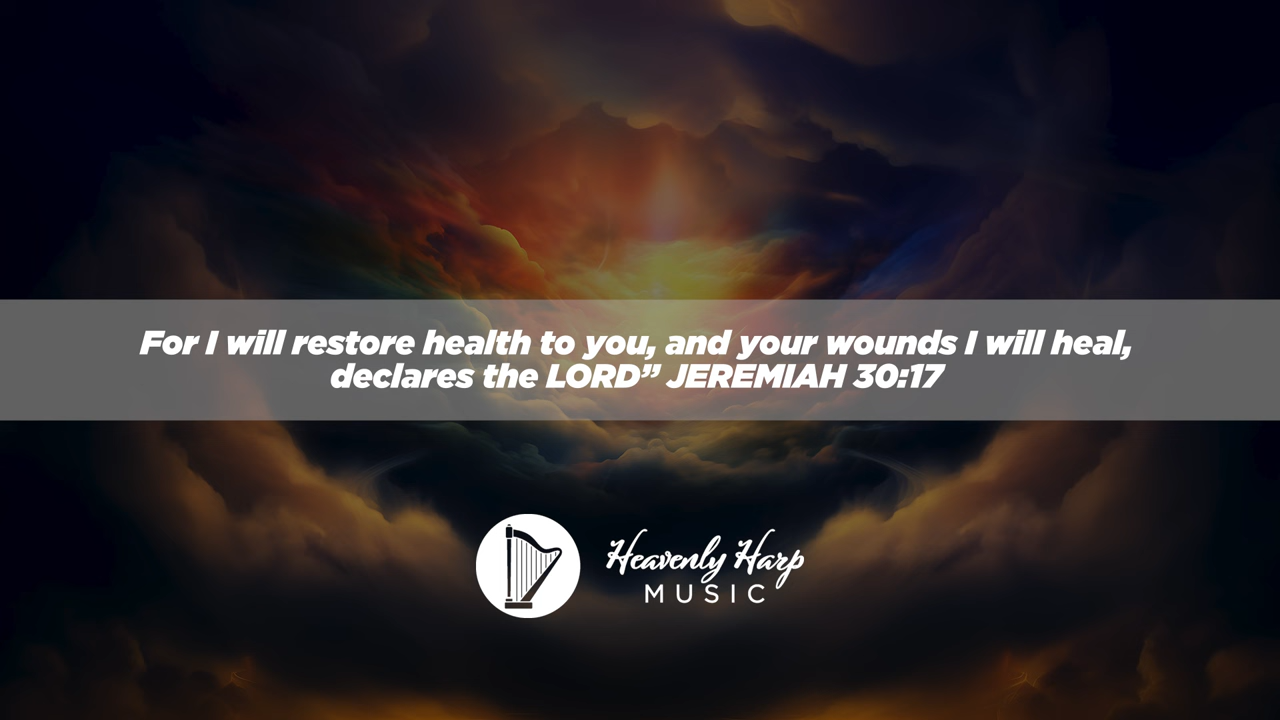 For I will restore health to you, and your wounds I will heal,
declares the LORD” JEREMIAH 30:17
Heavenly Harp
MUSIC